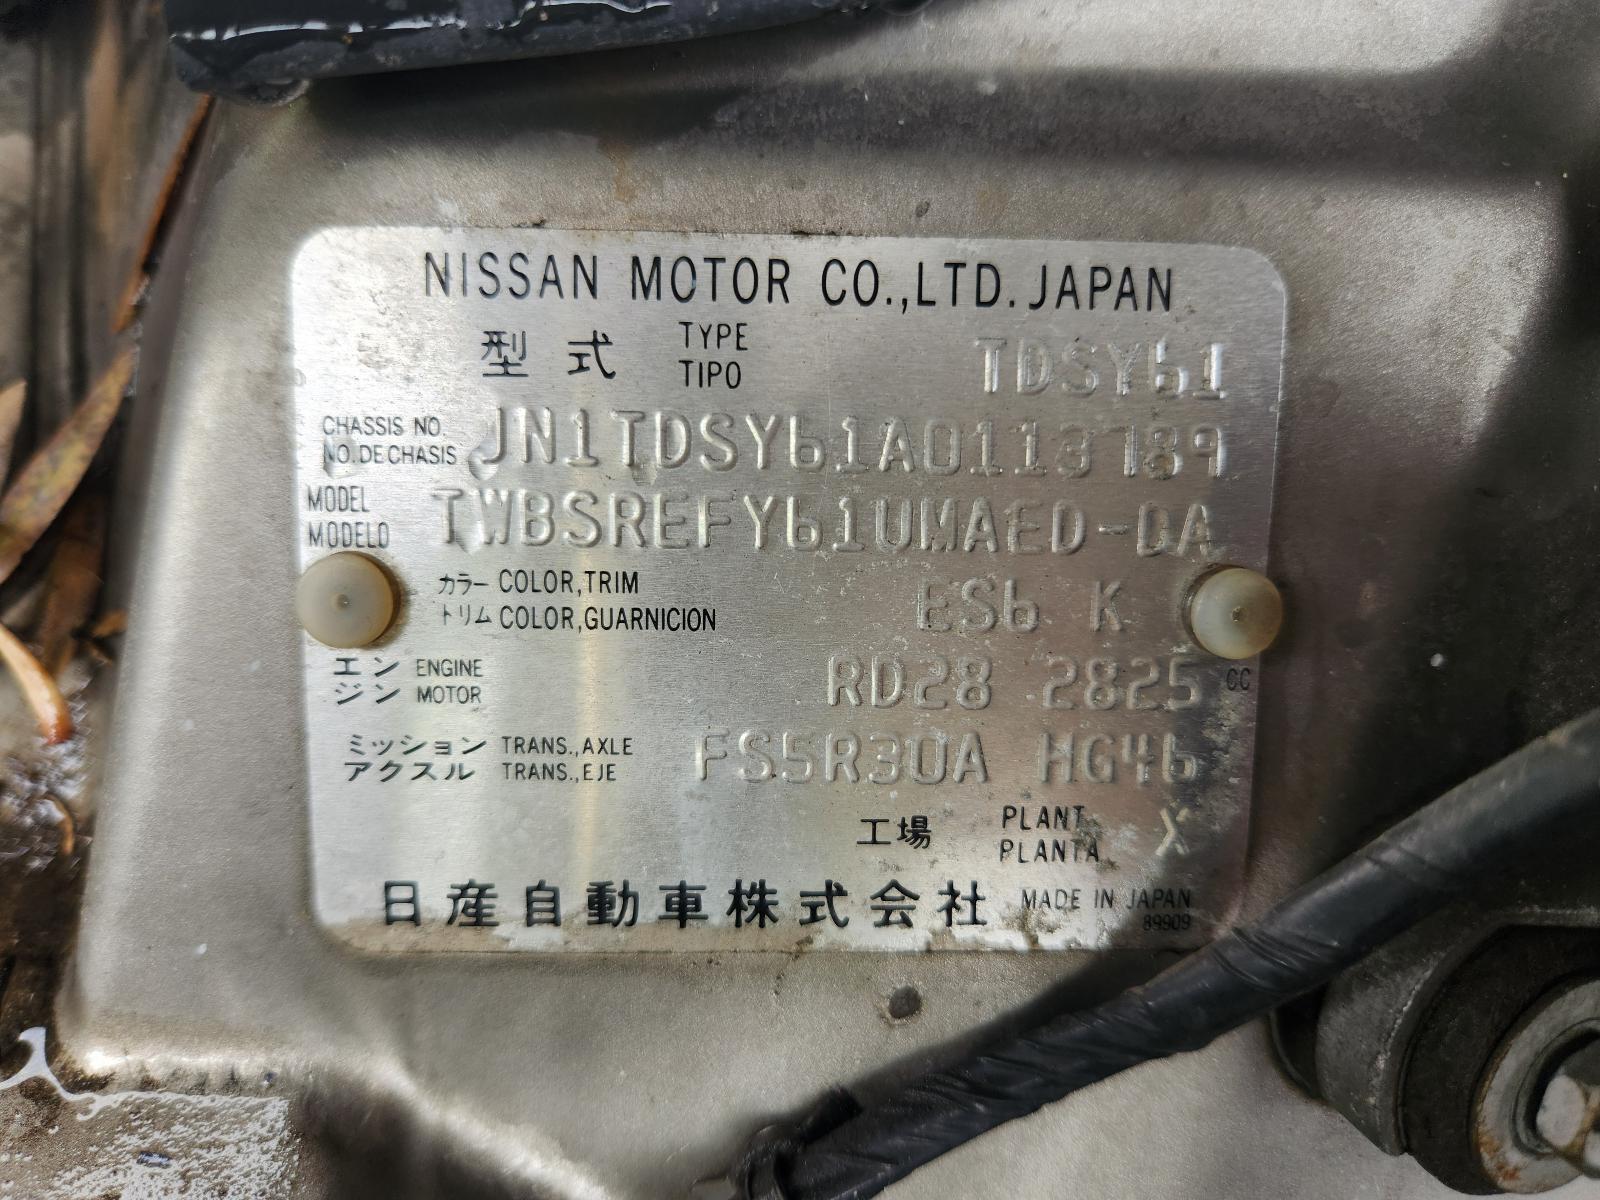 NISSAN MOTOR CO.,LTD. JAPAN
型式 TYPE TDSY61
TIPO
CHASSIS NO. JN1TDSY61A0113789
NO. DE CHASIS
MODEL TWBSREFY61UMAED-DA
MODELO
カラー COLOR,TRIM ES6 K
トリム COLOR,GUARNICION
エン ENGINE RD28 2825 CC
ジン MOTOR
ミッション TRANS.,AXLE FS5R30A HG46
アクスル TRANS.,EJE
工場 PLANT X
PLANTA
日産自動車株式会社 MADE IN JAPAN
89909